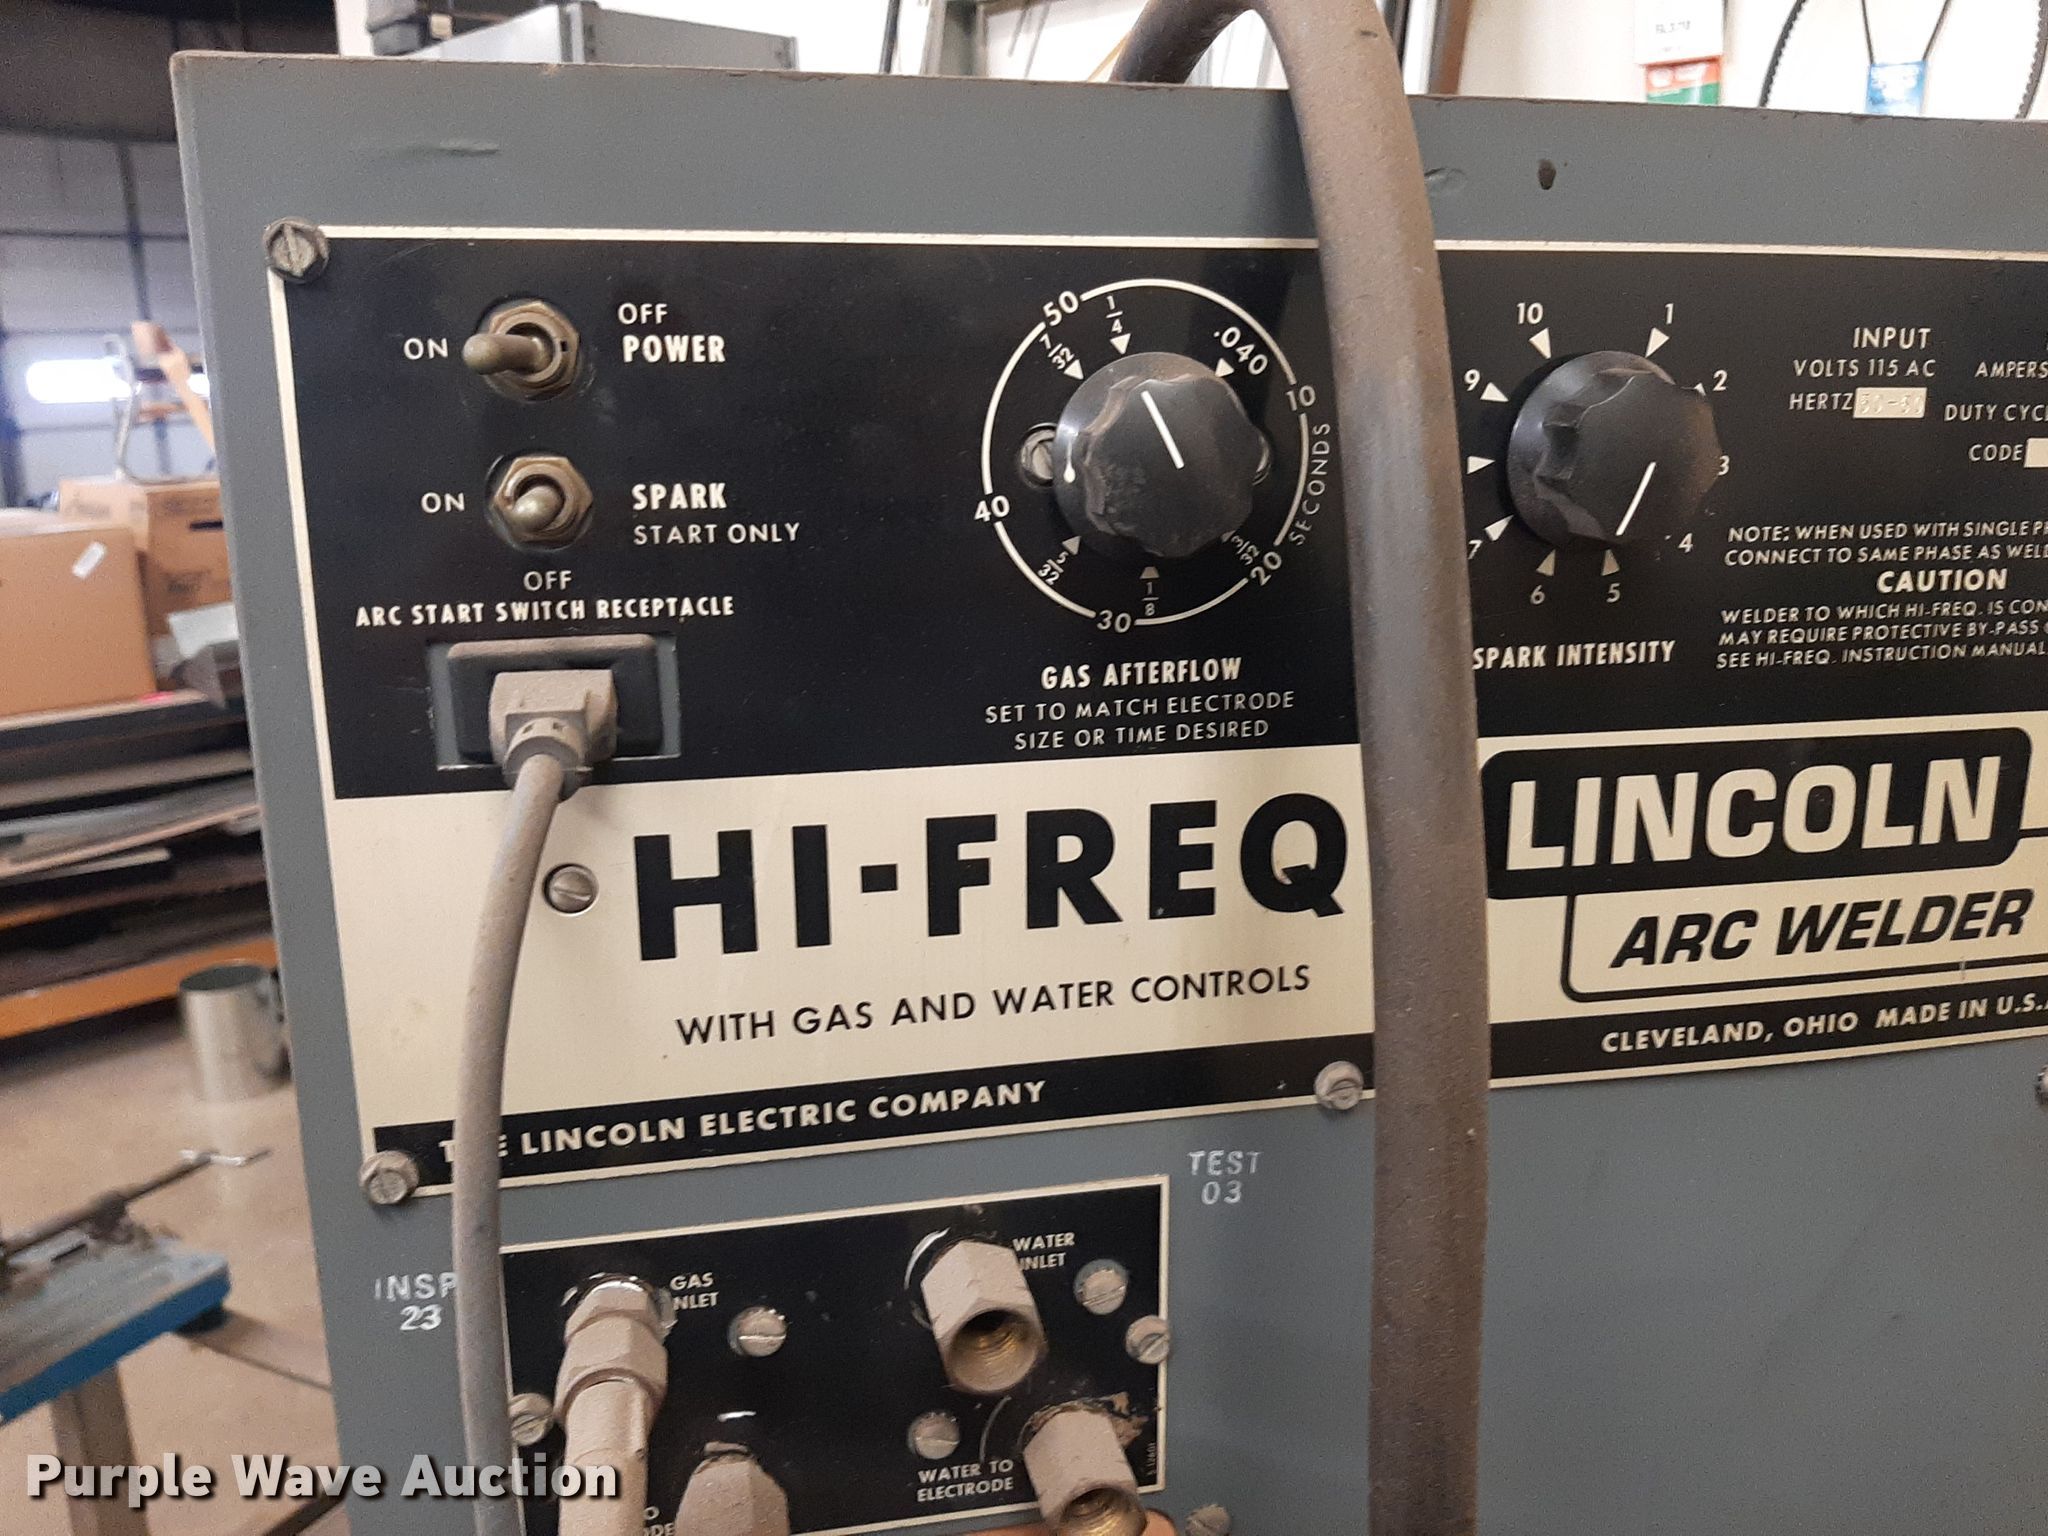 OFF
ON POWER
ON SPARK
START ONLY
OFF
ARC START SWITCH RECEPTACLE
50 1/4 .040
7/32
10
SECONDS
40
5/32 3/32
20
1/8
30
GAS AFTERFLOW
SET TO MATCH ELECTRODE
SIZE OR TIME DESIRED
10 1
9 2
3
7 4
6 5
SPARK INTENSITY
INPUT
VOLTS 115 AC AMPERS
HERTZ DUTY
CODE
NOTE: WHEN USED WITH SINGLE
CONNECT TO SAME PHASE AS
CAUTION
WELDER TO WHICH HI-FREQ. IS
MAY REQUIRE PROTECTIVE BY-PASS
SEE HI-FREQ. INSTRUCTION MANUAL
HI-FREQ
WITH GAS AND WATER CONTROLS
LINCOLN
ARC WELDER
CLEVELAND, OHIO MADE IN U.S.A
THE LINCOLN ELECTRIC COMPANY
TEST
03
INSP
23
GAS
INLET
WATER
INLET
WATER TO
ELECTRODE
Purple Wave Auction